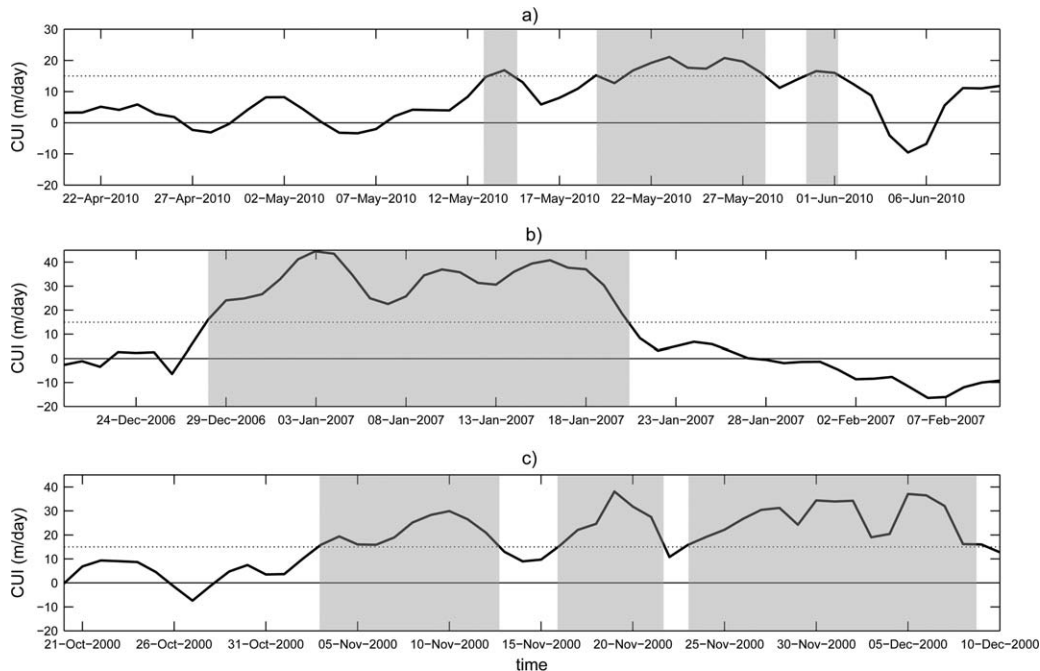 a)
CUI (m/day)
30
20
10
0
−10
−20
22−Apr−2010 27−Apr−2010 02−May−2010 07−May−2010 12−May−2010 17−May−2010 22−May−2010 27−May−2010 01−Jun−2010 06−Jun−2010
b)
CUI (m/day)
40
30
20
10
0
−10
−20
24−Dec−2006 29−Dec−2006 03−Jan−2007 08−Jan−2007 13−Jan−2007 18−Jan−2007 23−Jan−2007 28−Jan−2007 02−Feb−2007 07−Feb−2007
c)
CUI (m/day)
40
30
20
10
0
−10
−20
21−Oct−2000 26−Oct−2000 31−Oct−2000 05−Nov−2000 10−Nov−2000 15−Nov−2000 20−Nov−2000 25−Nov−2000 30−Nov−2000 05−Dec−2000 10−Dec−2000
time